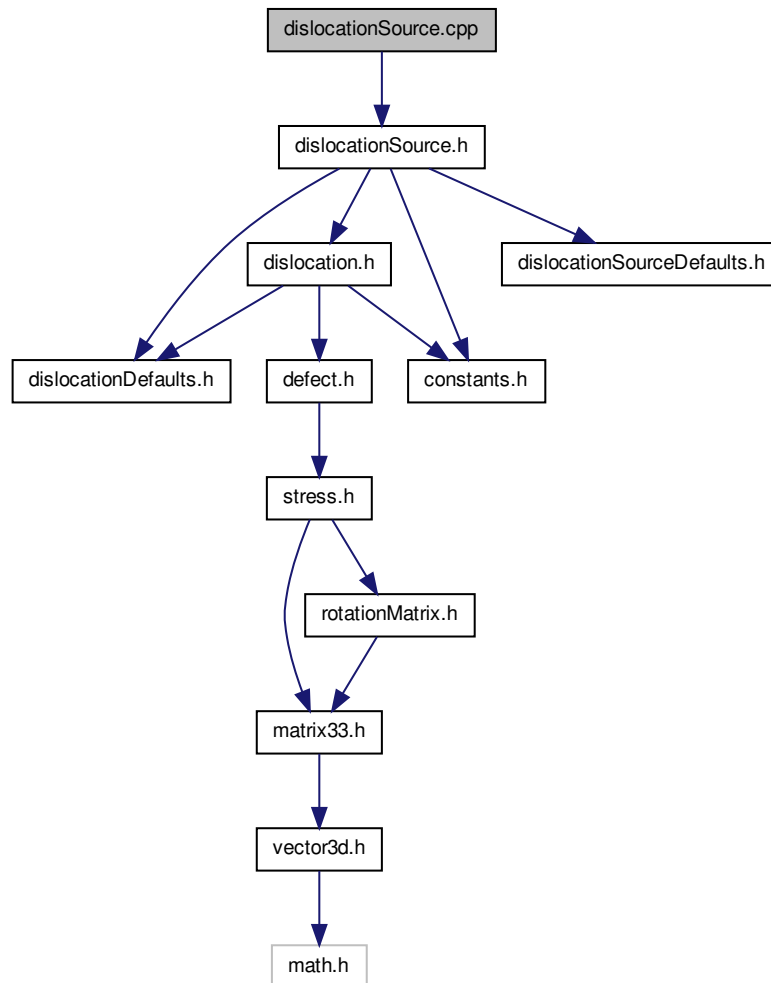 dislocationSource.cpp
dislocationSource.h
dislocation.h
dislocationSourceDefaults.h
dislocationDefaults.h
defect.h
constants.h
stress.h
rotationMatrix.h
matrix33.h
vector3d.h
math.h